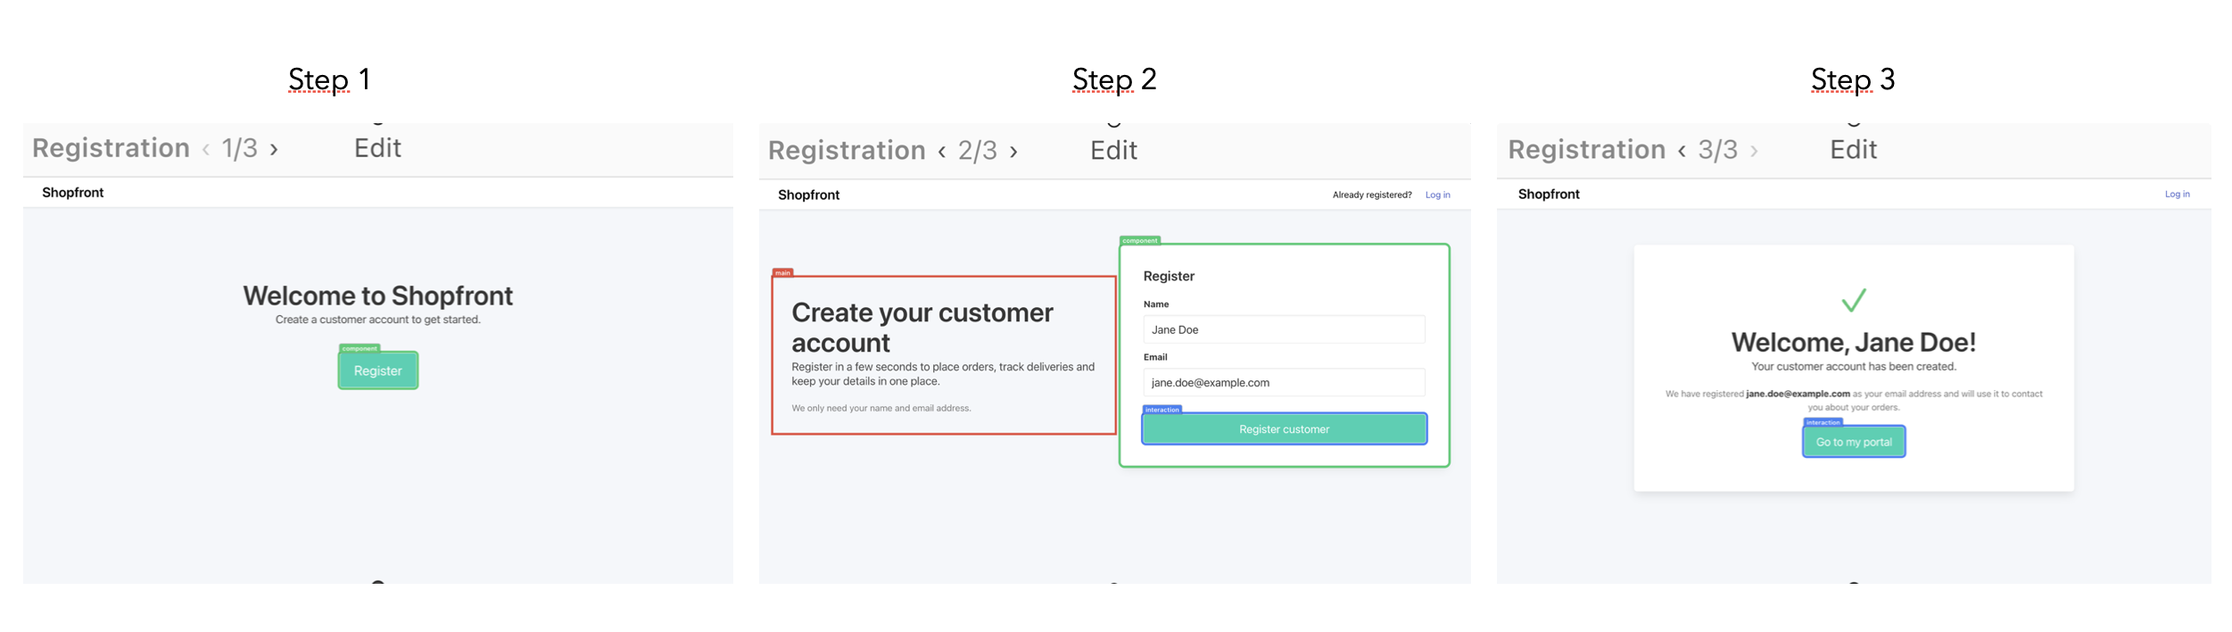 Step 1
Registration ‹ 1/3 ›
Edit
Shopfront
Welcome to Shopfront
Create a customer account to get started.
component
Register
Step 2
Registration ‹ 2/3 ›
Edit
Shopfront
Already registered? Log in
main
Create your customer
account
Register in a few seconds to place orders, track deliveries and
keep your details in one place.
We only need your name and email address.
component
Register
Name
Jane Doe
Email
jane.doe@example.com
interaction
Register customer
Step 3
Registration ‹ 3/3 ›
Edit
Shopfront
Log in
Welcome, Jane Doe!
Your customer account has been created.
We have registered jane.doe@example.com as your email address and will use it to contact
you about your orders.
interaction
Go to my portal